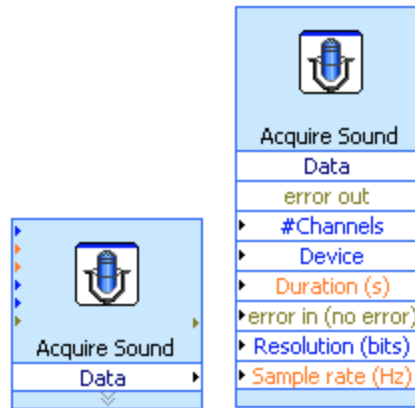 Acquire Sound
Data
Acquire Sound
Data
error out
#Channels
Device
Duration (s)
error in (no error)
Resolution (bits)
Sample rate (Hz)